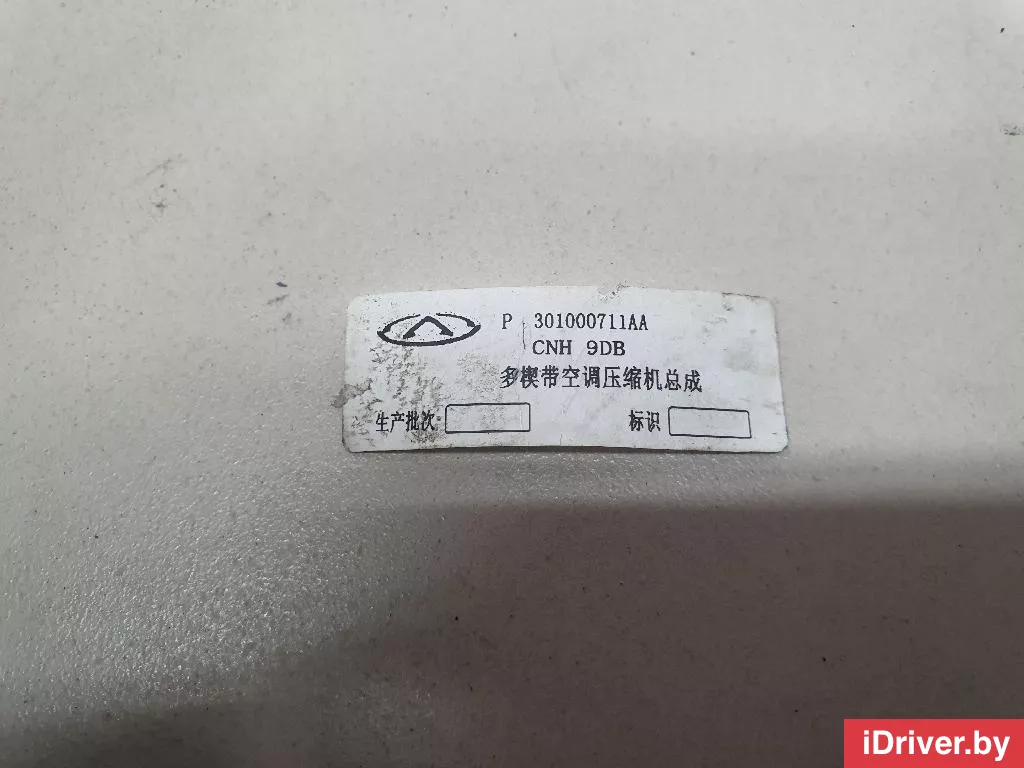 P 301000711AA
CNH 9DB
多楔带空调压缩机总成
生产批次 标识
iDriver.by